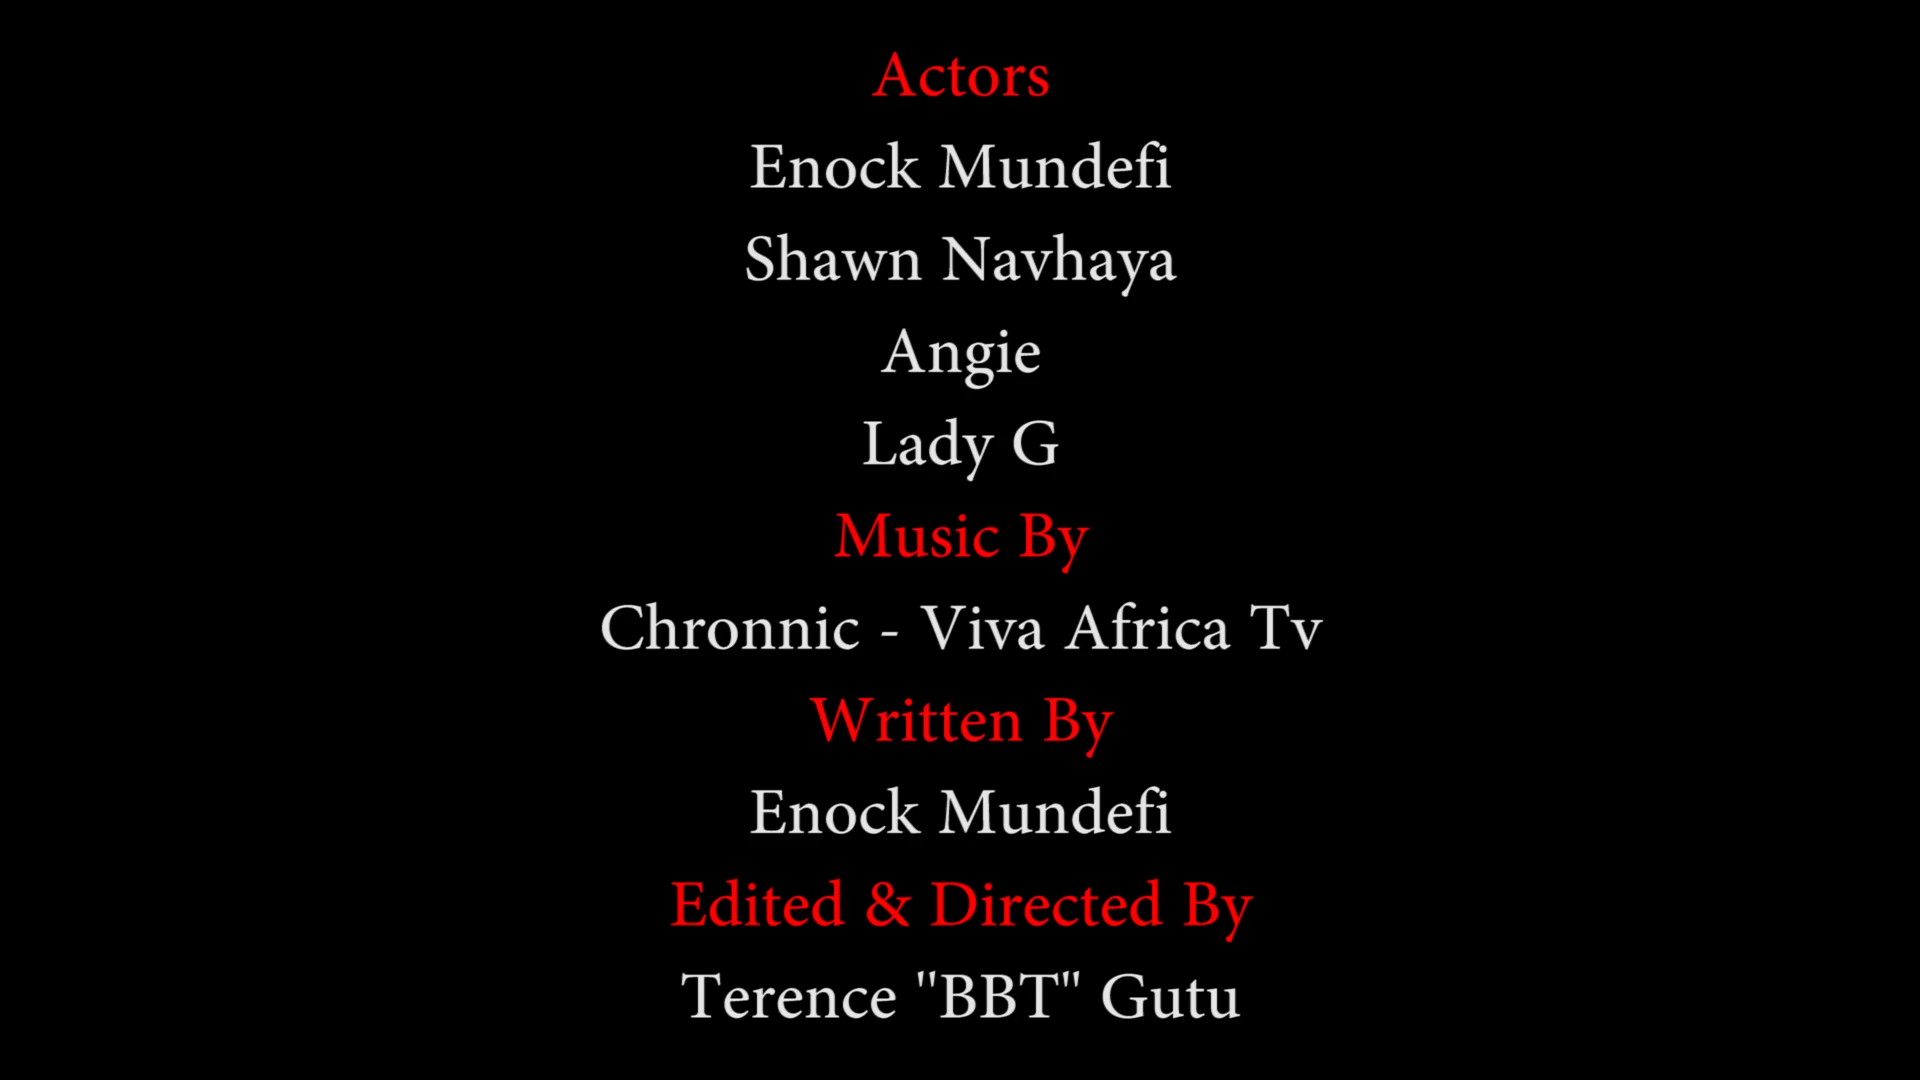 Actors
Enock Mundefi
Shawn Navhaya
Angie
Lady G
Music By
Chronnic - Viva Africa Tv
Written By
Enock Mundefi
Edited & Directed By
Terence "BBT" Gutu